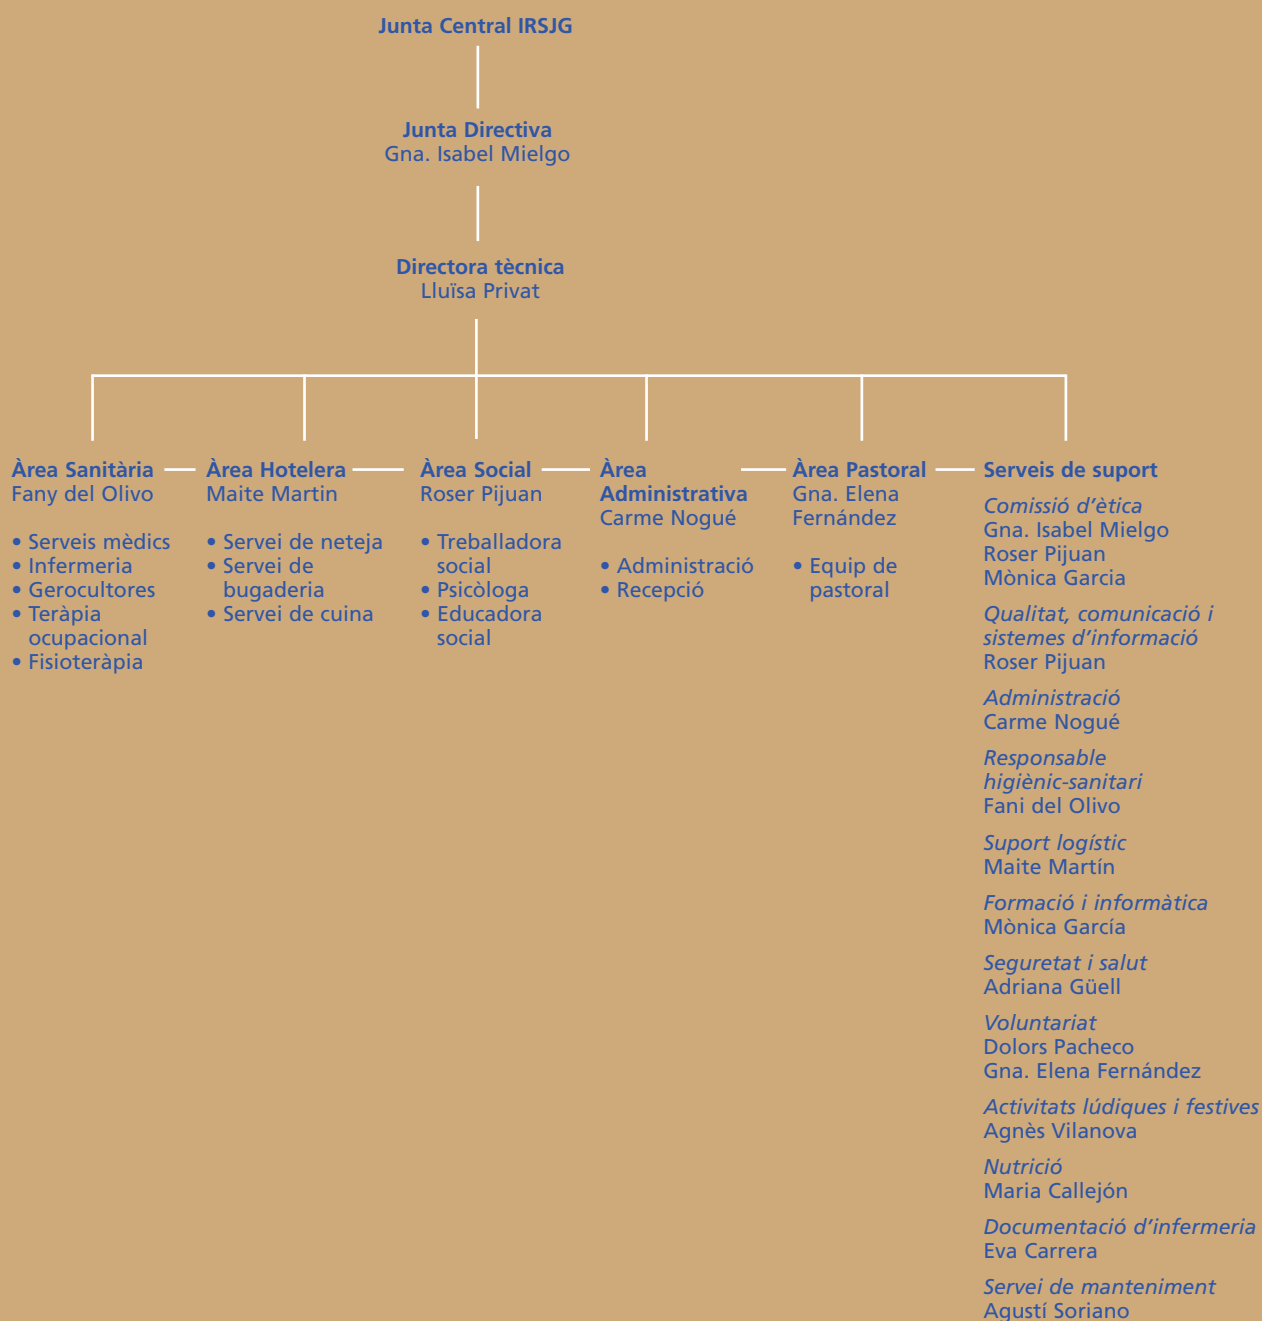 Junta Central IRSJG
Junta Directiva
Gna. Isabel Mielgo
Directora tècnica
Lluïsa Privat
Àrea Sanitària
Fany del Olivo
• Serveis mèdics
• Infermeria
• Gerocultores
• Teràpia
ocupacional
• Fisioteràpia
Àrea Hotelera
Maite Martin
• Servei de neteja
• Servei de
bugaderia
• Servei de cuina
Àrea Social
Roser Pijuan
• Treballadora
social
• Psicòloga
• Educadora
social
Àrea
Administrativa
Carme Nogué
• Administració
• Recepció
Àrea Pastoral
Gna. Elena
Fernández
• Equip de
pastoral
Serveis de suport
Comissió d’ètica
Gna. Isabel Mielgo
Roser Pijuan
Mònica Garcia
Qualitat, comunicació i
sistemes d’informació
Roser Pijuan
Administració
Carme Nogué
Responsable
higiènic-sanitari
Fani del Olivo
Suport logístic
Maite Martín
Formació i informàtica
Mònica García
Seguretat i salut
Adriana Güell
Voluntariat
Dolors Pacheco
Gna. Elena Fernández
Activitats lúdiques i festives
Agnès Vilanova
Nutrició
Maria Callejón
Documentació d’infermeria
Eva Carrera
Servei de manteniment
Agustí Soriano